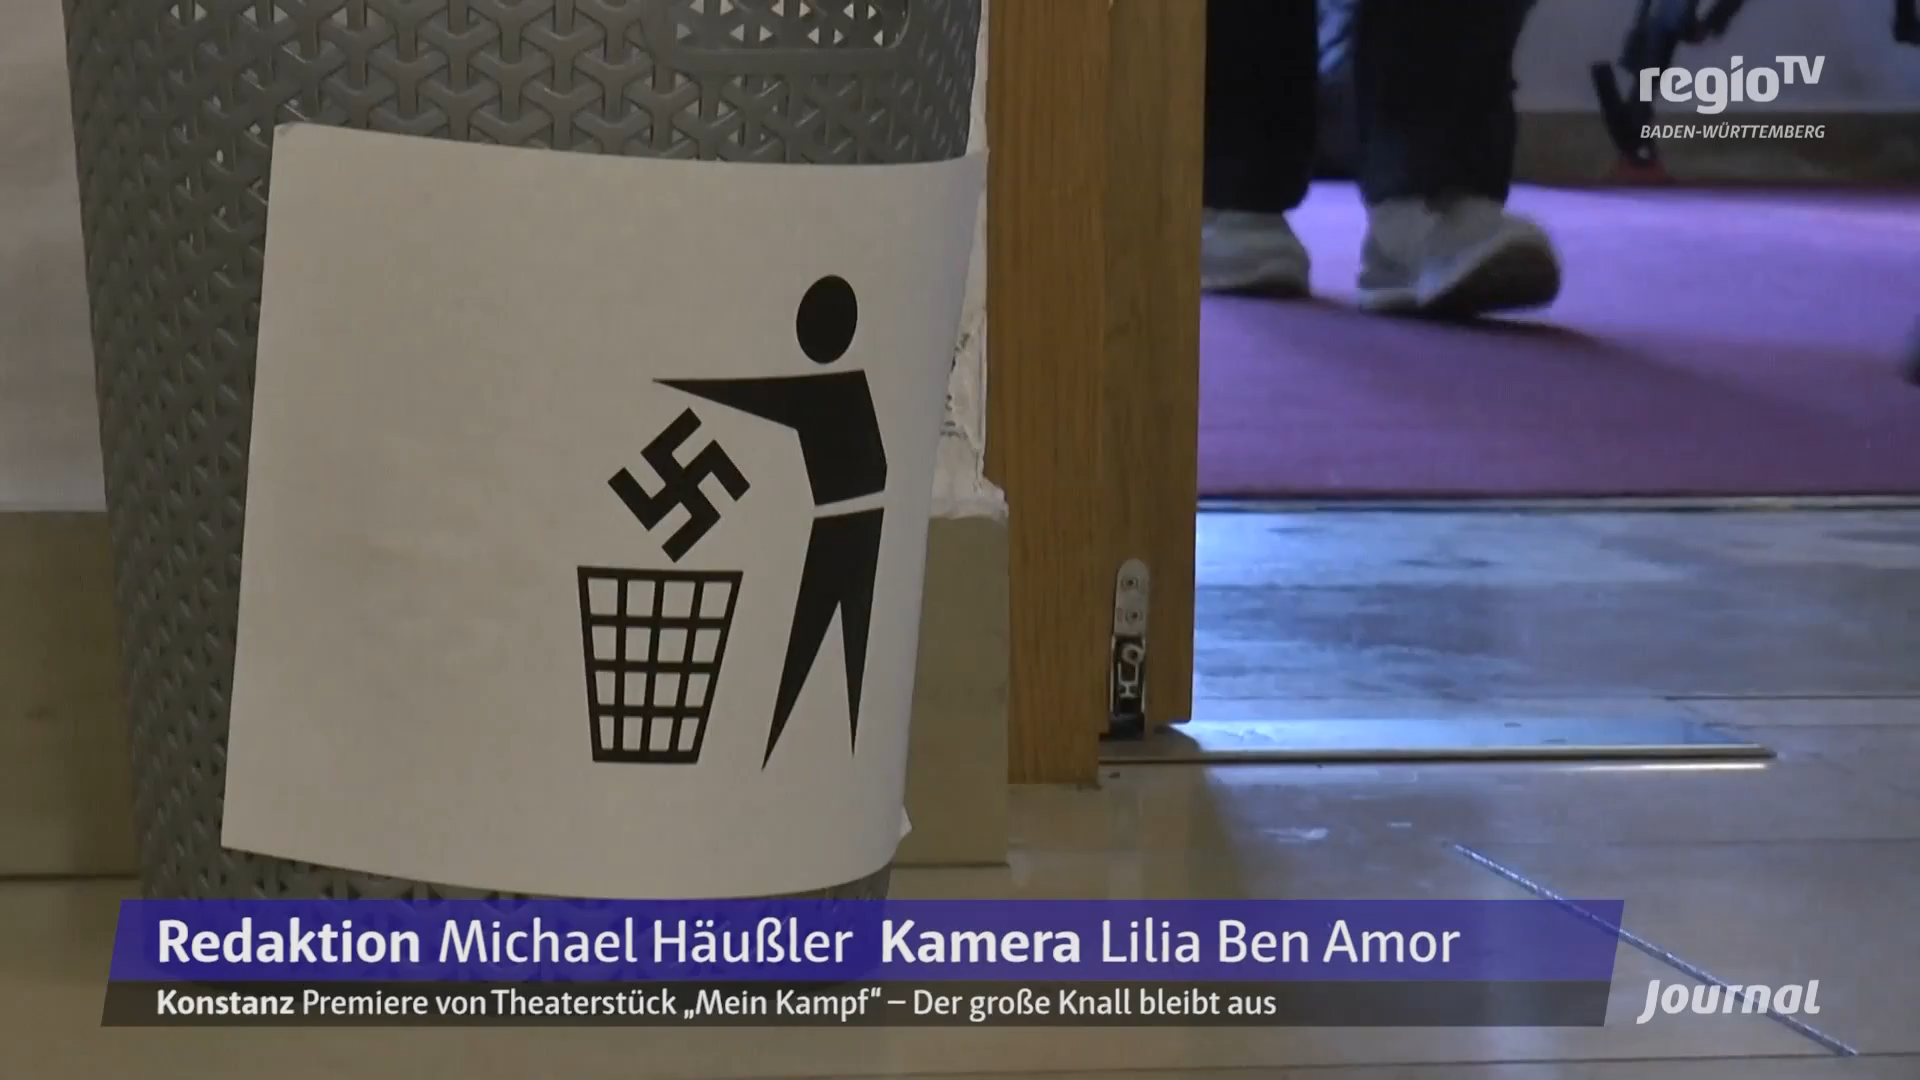 regioTV
BADEN-WÜRTTEMBERG
Redaktion Michael Häußler Kamera Lilia Ben Amor
Konstanz Premiere von Theaterstück „Mein Kampf“ – Der große Knall bleibt aus
Journal